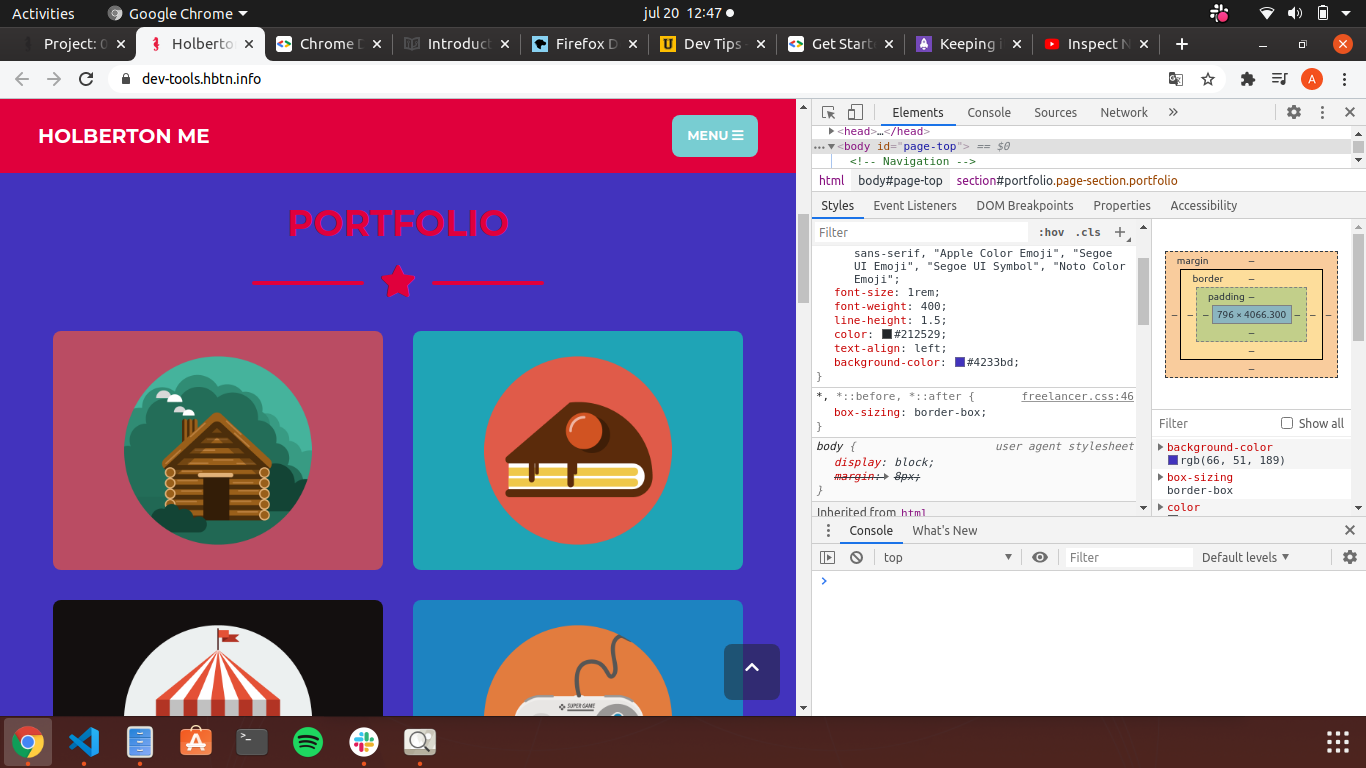 Activities Google Chrome jul 20 12:47
Project: 0 Holberton Chrome D Introduct Firefox D Dev Tips - Get Starte Keeping i Inspect N
dev-tools.hbtn.info A
HOLBERTON ME
MENU
PORTFOLIO
SUPER GAME
Elements Console Sources Network
<head>…</head>
<body id="page-top"> == $0
<!-- Navigation -->
html body#page-top section#portfolio.page-section.portfolio
Styles Event Listeners DOM Breakpoints Properties Accessibility
Filter :hov .cls
sans-serif, "Apple Color Emoji", "Segoe
UI Emoji", "Segoe UI Symbol", "Noto Color
Emoji";
font-size: 1rem;
font-weight: 400;
line-height: 1.5;
color: #212529;
text-align: left;
background-color: #4233bd;
}
*, *::before, *::after { freelancer.css:46
box-sizing: border-box;
}
body { user agent stylesheet
display: block;
margin: 8px;
}
Inherited from html
margin –
border –
padding –
– – – 796 × 4066.300 – – –
–
–
–
Filter Show all
background-color
rgb(66, 51, 189)
box-sizing
border-box
color
Console What's New
top Filter Default levels